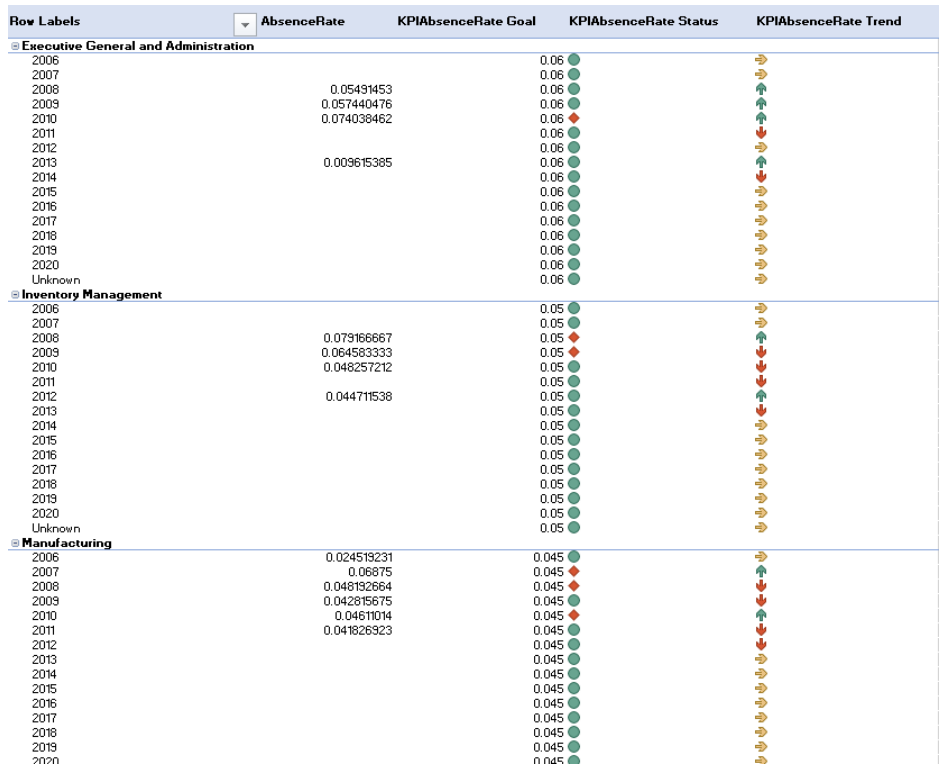 Row Labels AbsenceRate KPIAbsenceRate Goal KPIAbsenceRate Status KPIAbsenceRate Trend
Executive General and Administration
2006 0.06
2007 0.06
2008 0.05491453 0.06
2009 0.057440476 0.06
2010 0.074038462 0.06
2011 0.06
2012 0.06
2013 0.009615385 0.06
2014 0.06
2015 0.06
2016 0.06
2017 0.06
2018 0.06
2019 0.06
2020 0.06
Unknown 0.06
Inventory Management
2006 0.05
2007 0.05
2008 0.079166667 0.05
2009 0.064583333 0.05
2010 0.048257212 0.05
2011 0.05
2012 0.044711538 0.05
2013 0.05
2014 0.05
2015 0.05
2016 0.05
2017 0.05
2018 0.05
2019 0.05
2020 0.05
Unknown 0.05
Manufacturing
2006 0.024519231 0.045
2007 0.06875 0.045
2008 0.048192664 0.045
2009 0.042815675 0.045
2010 0.04611014 0.045
2011 0.041826923 0.045
2012 0.045
2013 0.045
2014 0.045
2015 0.045
2016 0.045
2017 0.045
2018 0.045
2019 0.045
2020 0.045